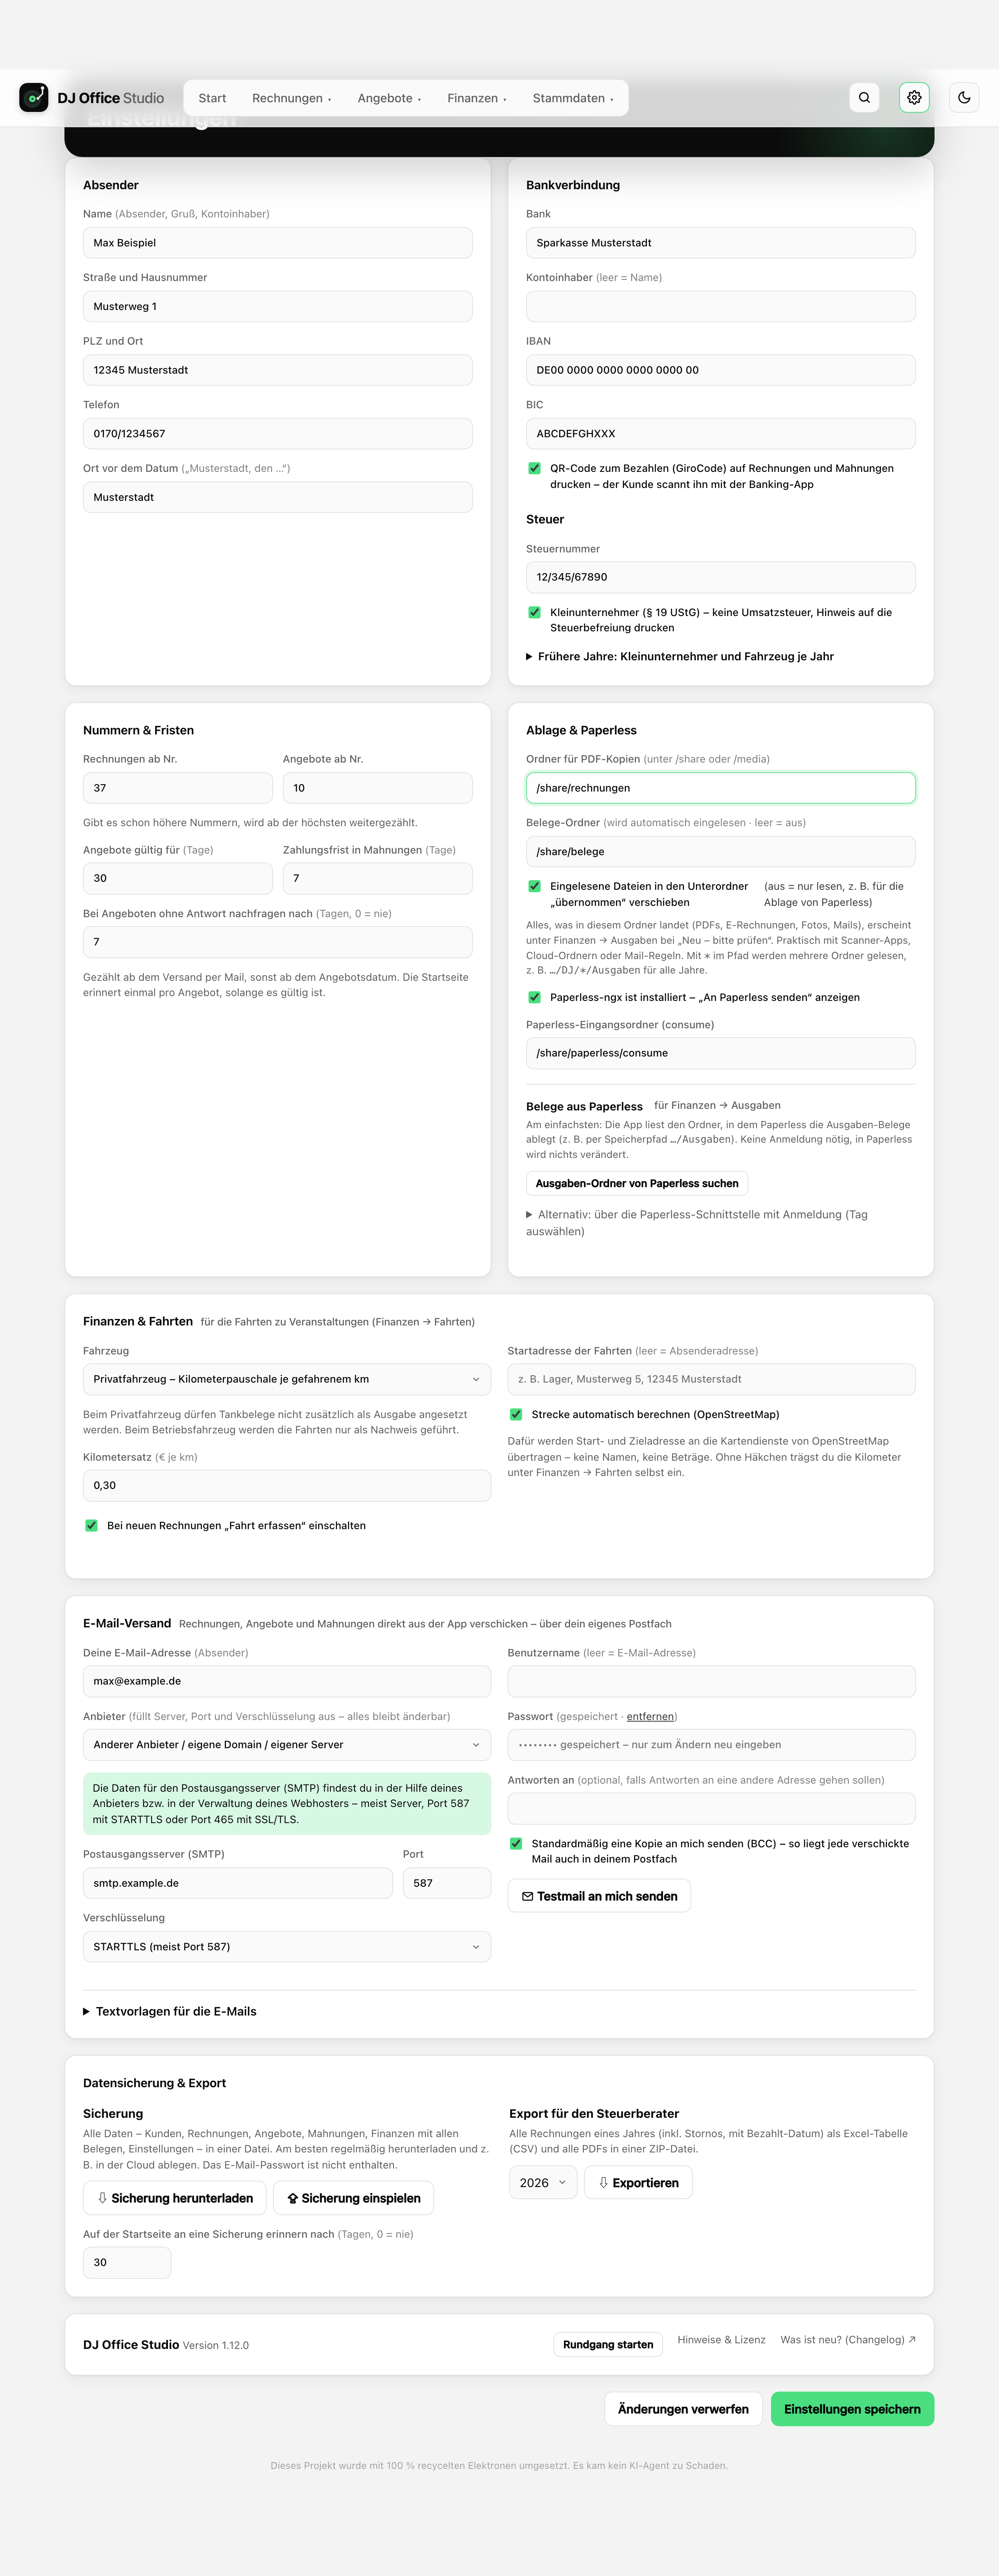 DJ Office Studio
Start
Rechnungen
Angebote
Finanzen
Stammdaten
Einstellungen
Absender
Name (Absender, Gruß, Kontoinhaber)
Max Beispiel
Straße und Hausnummer
Musterweg 1
PLZ und Ort
12345 Musterstadt
Telefon
0170/1234567
Ort vor dem Datum („Musterstadt, den …“)
Musterstadt
Bankverbindung
Bank
Sparkasse Musterstadt
Kontoinhaber (leer = Name)
IBAN
DE00 0000 0000 0000 0000 00
BIC
ABCDEFGHXXX
QR-Code zum Bezahlen (GiroCode) auf Rechnungen und Mahnungen
drucken – der Kunde scannt ihn mit der Banking-App
Steuer
Steuernummer
12/345/67890
Kleinunternehmer (§ 19 UStG) – keine Umsatzsteuer, Hinweis auf die
Steuerbefreiung drucken
Frühere Jahre: Kleinunternehmer und Fahrzeug je Jahr
Nummern & Fristen
Rechnungen ab Nr.
Angebote ab Nr.
37
10
Gibt es schon höhere Nummern, wird ab der höchsten weitergezählt.
Angebote gültig für (Tage)
Zahlungsfrist in Mahnungen (Tage)
30
7
Bei Angeboten ohne Antwort nachfragen nach (Tagen, 0 = nie)
7
Gezählt ab dem Versand per Mail, sonst ab dem Angebotsdatum. Die Startseite
erinnert einmal pro Angebot, solange es gültig ist.
Ablage & Paperless
Ordner für PDF-Kopien (unter /share oder /media)
/share/rechnungen
Belege-Ordner (wird automatisch eingelesen · leer = aus)
/share/belege
Eingelesene Dateien in den Unterordner
„übernommen“ verschieben
(aus = nur lesen, z. B. für die
Ablage von Paperless)
Alles, was in diesem Ordner landet (PDFs, E-Rechnungen, Fotos, Mails), erscheint
unter Finanzen → Ausgaben bei „Neu – bitte prüfen“. Praktisch mit Scanner-Apps,
Cloud-Ordnern oder Mail-Regeln. Mit * im Pfad werden mehrere Ordner gelesen,
z. B. …/DJ/*/Ausgaben für alle Jahre.
Paperless-ngx ist installiert – „An Paperless senden“ anzeigen
Paperless-Eingangsordner (consume)
/share/paperless/consume
Belege aus Paperless für Finanzen → Ausgaben
Am einfachsten: Die App liest den Ordner, in dem Paperless die Ausgaben-Belege
ablegt (z. B. per Speicherpfad …/Ausgaben). Keine Anmeldung nötig, in Paperless
wird nichts verändert.
Ausgaben-Ordner von Paperless suchen
Alternativ: über die Paperless-Schnittstelle mit Anmeldung (Tag
auswählen)
Finanzen & Fahrten für die Fahrten zu Veranstaltungen (Finanzen → Fahrten)
Fahrzeug
Privatfahrzeug – Kilometerpauschale je gefahrenem km
Beim Privatfahrzeug dürfen Tankbelege nicht zusätzlich als Ausgabe angesetzt
werden. Beim Betriebsfahrzeug werden die Fahrten nur als Nachweis geführt.
Kilometersatz (€ je km)
0,30
Bei neuen Rechnungen „Fahrt erfassen“ einschalten
Startadresse der Fahrten (leer = Absenderadresse)
z. B. Lager, Musterweg 5, 12345 Musterstadt
Strecke automatisch berechnen (OpenStreetMap)
Dafür werden Start- und Zieladresse an die Kartendienste von OpenStreetMap
übertragen – keine Namen, keine Beträge. Ohne Häkchen trägst du die Kilometer
unter Finanzen → Fahrten selbst ein.
E-Mail-Versand Rechnungen, Angebote und Mahnungen direkt aus der App verschicken – über dein eigenes Postfach
Deine E-Mail-Adresse (Absender)
max@example.de
Anbieter (füllt Server, Port und Verschlüsselung aus – alles bleibt änderbar)
Anderer Anbieter / eigene Domain / eigener Server
Die Daten für den Postausgangsserver (SMTP) findest du in der Hilfe deines
Anbieters bzw. in der Verwaltung deines Webhosters – meist Server, Port 587
mit STARTTLS oder Port 465 mit SSL/TLS.
Postausgangsserver (SMTP)
Port
smtp.example.de
587
Verschlüsselung
STARTTLS (meist Port 587)
Benutzername (leer = E-Mail-Adresse)
Passwort (gespeichert · entfernen)
•••••••• gespeichert – nur zum Ändern neu eingeben
Antworten an (optional, falls Antworten an eine andere Adresse gehen sollen)
Standardmäßig eine Kopie an mich senden (BCC) – so liegt jede verschickte
Mail auch in deinem Postfach
Testmail an mich senden
Textvorlagen für die E-Mails
Datensicherung & Export
Sicherung
Alle Daten – Kunden, Rechnungen, Angebote, Mahnungen, Finanzen mit allen
Belegen, Einstellungen – in einer Datei. Am besten regelmäßig herunterladen und z.
B. in der Cloud ablegen. Das E-Mail-Passwort ist nicht enthalten.
Sicherung herunterladen
Sicherung einspielen
Auf der Startseite an eine Sicherung erinnern nach (Tagen, 0 = nie)
30
Export für den Steuerberater
Alle Rechnungen eines Jahres (inkl. Stornos, mit Bezahlt-Datum) als Excel-Tabelle
(CSV) und alle PDFs in einer ZIP-Datei.
2026
Exportieren
DJ Office Studio Version 1.12.0
Rundgang starten
Hinweise & Lizenz
Was ist neu? (Changelog) ↗
Änderungen verwerfen
Einstellungen speichern
Dieses Projekt wurde mit 100 % recycelten Elektronen umgesetzt. Es kam kein KI-Agent zu Schaden.